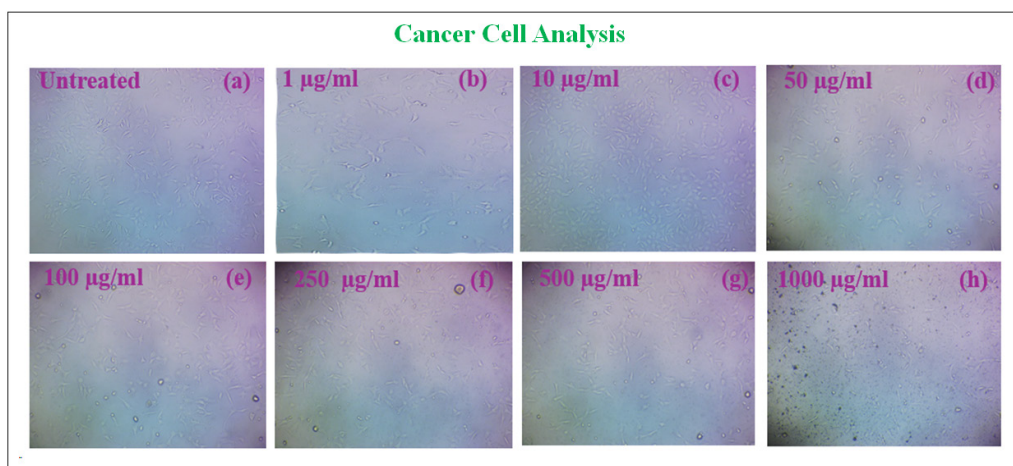 Cancer Cell Analysis
Untreated (a)
1 μg/ml (b)
10 μg/ml (c)
50 μg/ml (d)
100 μg/ml (e)
250 μg/ml (f)
500 μg/ml (g)
1000 μg/ml (h)